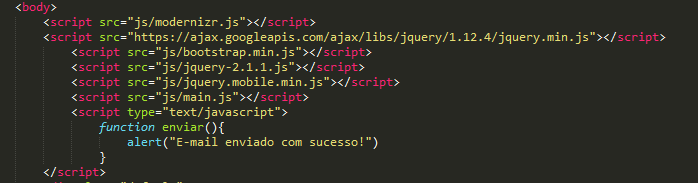 <body>
<script src="js/modernizr.js"></script>
<script src="https://ajax.googleapis.com/ajax/libs/jquery/1.12.4/jquery.min.js"></script>
<script src="js/bootstrap.min.js"></script>
<script src="js/jquery-2.1.1.js"></script>
<script src="js/jquery.mobile.min.js"></script>
<script src="js/main.js"></script>
<script type="text/javascript">
function enviar(){
alert("E-mail enviado com sucesso!")
}
</script>